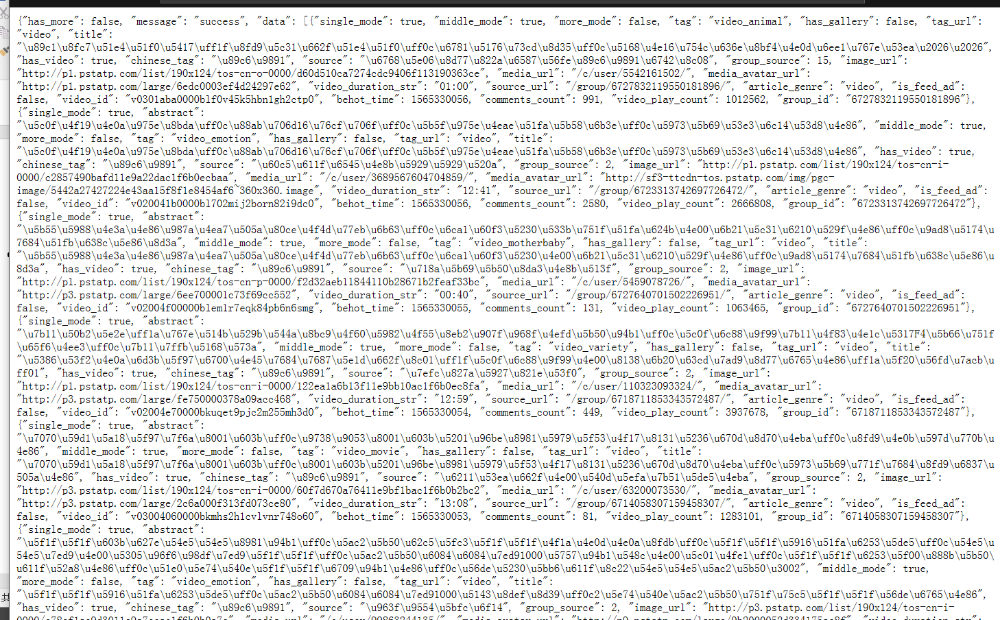 {"has_more": false, "message": "success", "data": [{"single_mode": true, "middle_mode": true, "more_mode": false, "tag": "video_animal", "has_gallery": false, "tag_url":
"video", "title":
"\u89c1\u8fc7\u51e4\u51f0\u5417\uff1f\u8fd9\u5c31\u662f\u51e4\u51f0\uff0c\u6781\u5176\u73cd\u8d35\uff0c\u5168\u4e16\u754c\u636e\u8bf4\u4e0d\u6ee1\u767e\u53ea\u2026\u2026",
"has_video": true, "chinese_tag": "\u89c6\u9891", "source": "\u6768\u5e06\u8d77\u822a\u6587\u56fe\u89c6\u9891\u6742\u8c08", "group_source": 15, "image_url":
"http://p1.pstatp.com/list/190x124/tos-cn-o-0000/d60d510ca7274cdc9406f113190363ce", "media_url": "/c/user/5542161502/", "media_avatar_url":
"http://p1.pstatp.com/large/6edc0003ef4d24297e62", "video_duration_str": "01:00", "source_url": "/group/6727832119550181896/", "article_genre": "video", "is_feed_ad":
false, "video_id": "v0301aba0000blf0v45k5hbn1gh2ctp0", "behot_time": 1565330056, "comments_count": 991, "video_play_count": 1012562, "group_id": "6727832119550181896"},
{"single_mode": true, "abstract":
"\u5c0f\u4f19\u4e0a\u975e\u8bda\uff0c\u88ab\u706d16\u76cf\u706f\uff0c\u5b5f\u975e\u4eae\u51fa\u5b58\u6b3e\uff0c\u5973\u5b69\u53e3\u6c14\u53d8\u4e86", "middle_mode": true,
"more_mode": false, "tag": "video_emotion", "has_gallery": false, "tag_url": "video", "title":
"\u5c0f\u4f19\u4e0a\u975e\u8bda\uff0c\u88ab\u706d16\u76cf\u706f\uff0c\u5b5f\u975e\u4eae\u51fa\u5b58\u6b3e\uff0c\u5973\u5b69\u53e3\u6c14\u53d8\u4e86", "has_video": true,
"chinese_tag": "\u89c6\u9891", "source": "\u60c5\u611f\u6545\u4e8b\u5929\u5929\u520a", "group_source": 2, "image_url": "http://p1.pstatp.com/list/190x124/tos-cn-i-
0000/c2857490bafd11e9a22dac1f6b0ecbaa", "media_url": "/c/user/3689567604704859/", "media_avatar_url": "http://sf3-ttcdn-tos.pstatp.com/img/pgc-
image/5442a27427224e43aa15f8f1e8454af6~360x360.image", "video_duration_str": "12:41", "source_url": "/group/6723313742697726472/", "article_genre": "video", "is_feed_ad":
false, "video_id": "v020041b0000bl702mij2born82i9dc0", "behot_time": 1565330056, "comments_count": 2580, "video_play_count": 2666808, "group_id": "6723313742697726472"},
{"single_mode": true, "abstract":
"\u5b55\u5988\u4e3a\u4e86\u987a\u4ea7\u505a\u80ce\u4f4d\u77eb\u6b63\uff0c\u6ca1\u60f3\u5230\u533b\u751f\u51fa\u624b\u4e00\u6b21\u5c31\u6210\u529f\u4e86\uff0c\u9ad8\u5174\u
7684\u51fb\u638c\u5e86\u8d3a", "middle_mode": true, "more_mode": false, "tag": "video_motherbaby", "has_gallery": false, "tag_url": "video", "title":
"\u5b55\u5988\u4e3a\u4e86\u987a\u4ea7\u505a\u80ce\u4f4d\u77eb\u6b63\uff0c\u6ca1\u60f3\u5230\u4e00\u6b21\u5c31\u6210\u529f\u4e86\uff0c\u9ad8\u5174\u7684\u51fb\u638c\u5e86\u
8d3a", "has_video": true, "chinese_tag": "\u89c6\u9891", "source": "\u718a\u5b69\u5b50\u8da3\u4e8b\u513f", "group_source": 2, "image_url":
"http://p1.pstatp.com/list/190x124/tos-cn-p-0000/f2d32aeb11844110b28671b2feaf33bc", "media_url": "/c/user/5459078726/", "media_avatar_url":
"http://p3.pstatp.com/large/6ee700001c73f69cc552", "video_duration_str": "00:40", "source_url": "/group/6727640701502226951/", "article_genre": "video", "is_feed_ad":
false, "video_id": "v02004f00000blem1r7eqk84pb6n6smg", "behot_time": 1565330055, "comments_count": 131, "video_play_count": 1063465, "group_id": "6727640701502226951"},
{"single_mode": true, "abstract":
"\u7b11\u50b2\u5e2e\uff1a\u767e\u514b\u529b\u544a\u8bc9\u4f60\u5982\u4f55\u8eb2\u907f\u968f\u4efd\u5b50\u94b1\uff0c\u5c0f\u6c88\u9f99\u7b11\u4f83\u4e1c\u5317F4\u5b66\u751f
\u65f6\u4ee3\uff0c\u7b11\u7ffb\u5168\u573a", "middle_mode": true, "more_mode": false, "tag": "video_variety", "has_gallery": false, "tag_url": "video", "title":
"\u5386\u53f2\u4e0a\u6d3b\u5f97\u6700\u4e45\u7684\u7687\u5e1d\u662f\u8c01\uff1f\u5c0f\u6c88\u9f99\u4e00\u8138\u6b20\u63cd\u7ad9\u8d77\u6765\u4e86\uff1a\u5f20\u56fd\u7acb\u
ff01", "has_video": true, "chinese_tag": "\u89c6\u9891", "source": "\u7efc\u827a\u5927\u821e\u53f0", "group_source": 2, "image_url":
"http://p1.pstatp.com/list/190x124/tos-cn-i-0000/122ea1a6b13f11e9bb10ac1f6b0ec8fa", "media_url": "/c/user/110323093324/", "media_avatar_url":
"http://p3.pstatp.com/large/fe750000378a09acc468", "video_duration_str": "12:59", "source_url": "/group/6718711853343572487/", "article_genre": "video", "is_feed_ad":
false, "video_id": "v02004e70000bkuqet9pjc2m255mh3d0", "behot_time": 1565330054, "comments_count": 449, "video_play_count": 3937678, "group_id": "6718711853343572487"},
{"single_mode": true, "abstract":
"\u7070\u59d1\u5a18\u5f97\u7f6a\u8001\u603b\uff0c\u9738\u9053\u8001\u603b\u5201\u96be\u8981\u5979\u5f53\u4f17\u8131\u5236\u670d\u8d70\u4eba\uff0c\u8fd9\u4e0b\u597d\u770b\u
4e86", "middle_mode": true, "more_mode": false, "tag": "video_movie", "has_gallery": false, "tag_url": "video", "title":
"\u7070\u59d1\u5a18\u5f97\u7f6a\u8001\u603b\uff0c\u8001\u603b\u5201\u96be\u8981\u5979\u5f53\u4f17\u8131\u5236\u670d\u8d70\u4eba\uff0c\u5973\u5b69\u771f\u7684\u8fd9\u6837\u
505a\u4e86", "has_video": true, "chinese_tag": "\u89c6\u9891", "source": "\u6211\u53ea\u662f\u4e00\u540d\u5efa\u7b51\u5de5\u4eba", "group_source": 2, "image_url":
"http://p3.pstatp.com/list/190x124/tos-cn-i-0000/60f7d670a76411e9bf1bac1f6b0b2bc2", "media_url": "/c/user/63200073530/", "media_avatar_url":
"http://p3.pstatp.com/large/2c6a000f313fd073ce80", "video_duration_str": "13:08", "source_url": "/group/6714058307159458307/", "article_genre": "video", "is_feed_ad":
false, "video_id": "v03004060000bkmhs2h1cvlvnr748o60", "behot_time": 1565330053, "comments_count": 81, "video_play_count": 1283101, "group_id": "6714058307159458307"},
{"single_mode": true, "abstract":
"\u5f1f\u5f1f\u603b\u627e\u54e5\u54e5\u8981\u94b1\uff0c\u5ac2\u5b50\u62c5\u5fc3\u5f1f\u5f1f\u4f1a\u4e0d\u4e0a\u8fdb\uff0c\u5f1f\u5f1f\u5916\u51fa\u6253\u5de5\uff0c\u54e5\u
54e5\u7ed9\u4e00\u5305\u96f6\u98df\u7ed9\u5f1f\u5f1f\uff0c\u5ac2\u5b50\u6084\u6084\u7ed91000\u5757\u94b1\u548c\u4e00\u5c01\u4fe1\uff0c\u5f1f\u5f1f\u6253\u5f00\u888b\u5b50\
u611f\u52a8\u4e86\uff0c\u51e0\u5e74\u540e\u5f1f\u5f1f\u6709\u94b1\u4e86\uff0c\u56de\u5230\u5bb6\u611f\u8c22\u54e5\u54e5\u5ac2\u5b50\u3002", "middle_mode": true,
"more_mode": false, "tag": "video_emotion", "has_gallery": false, "tag_url": "video", "title":
"\u5f1f\u5f1f\u5916\u51fa\u6253\u5de5\uff0c\u5ac2\u5b50\u6084\u6084\u7ed91000\u5143\u8def\u8d39\uff0c2\u5e74\u540e\u5ac2\u5b50\u751f\u75c5\u5f1f\u5f1f\u56de\u6765\u4e86",
"has_video": true, "chinese_tag": "\u89c6\u9891", "source": "\u963f\u9554\u5bfc\u6f14", "group_source": 2, "image_url": "http://p3.pstatp.com/list/190x124/tos-cn-i-
共